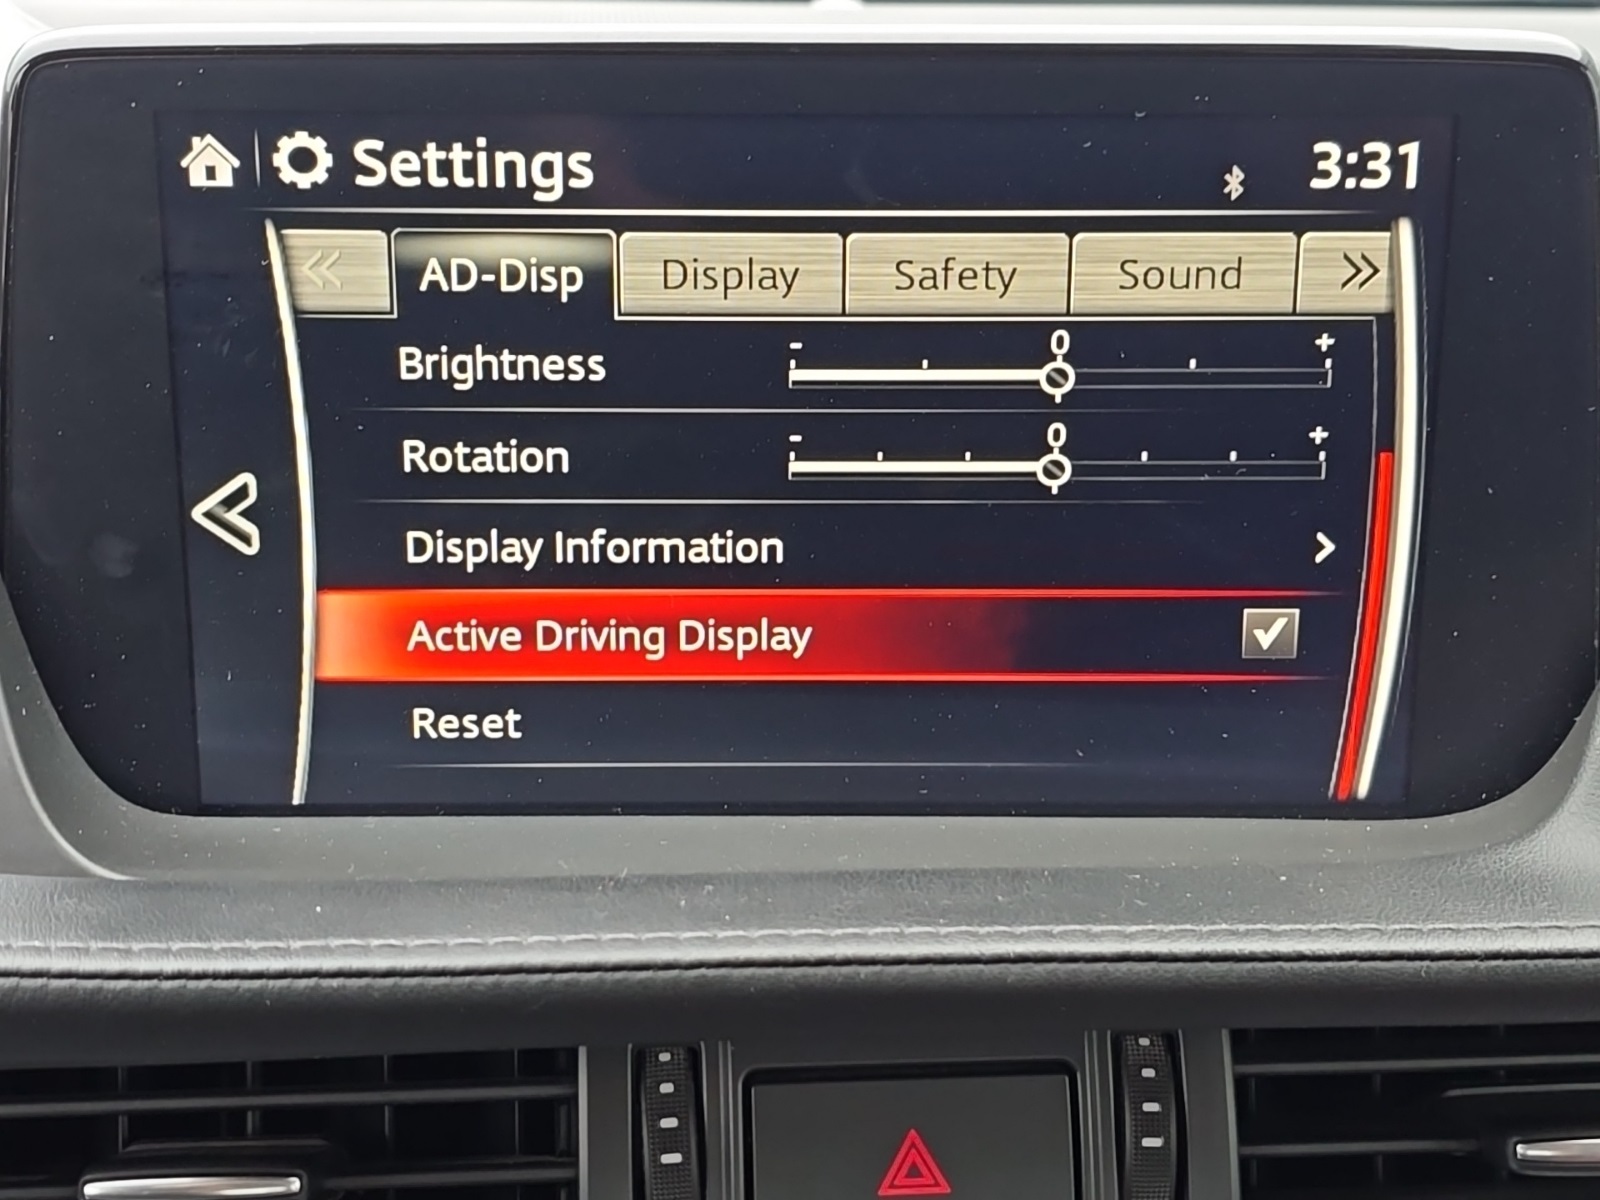 Settings
3:31
AD-Disp
Display
Safety
Sound
Brightness
- 0 +
Rotation
- 0 +
Display Information
Active Driving Display
Reset